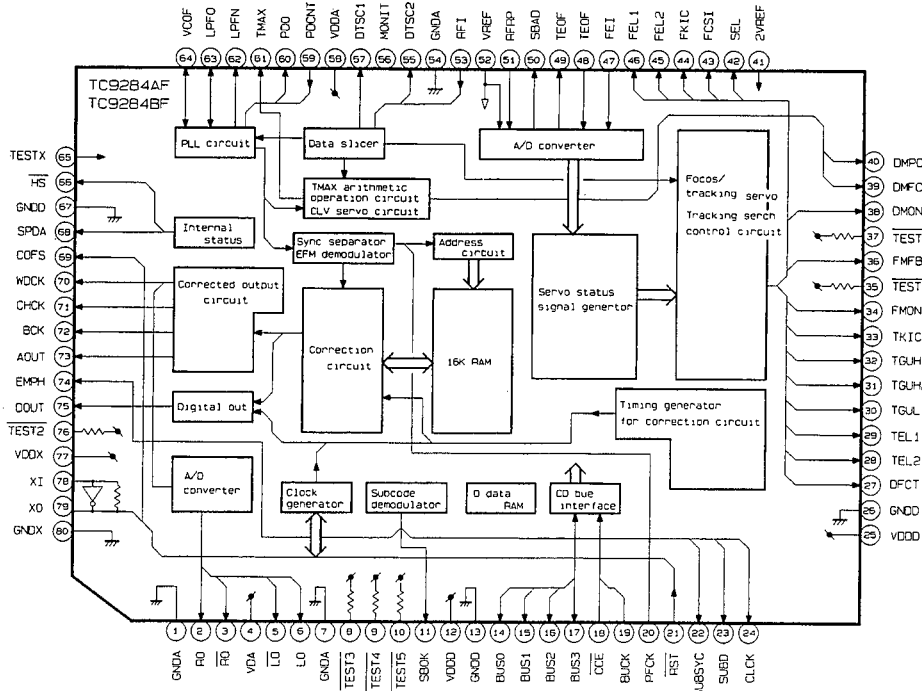 VCOF LPFO LPFN TMAX PDO PDCNT VDDA DTSC1 MONIT DTSC2 GNDA RFI VREF RFRP SBAD TEOF TEOF FEI FEL1 FEL2 RKIC FCSI SEL 2VREF
64 63 62 61 60 59 58 57 56 55 54 53 52 51 50 49 48 47 46 45 44 43 42 41
TC9284AF
TC9284BF
PLL circuit
Data slicer
A/D converter
TESTX 65
HS 66
GNDD 67
SPDA 68
COFS 69
WDCK 70
CHCK 71
BCK 72
AOUT 73
EMPH 74
DOUT 75
TEST2 76
VDDX 77
XI 78
XO 79
GNDX 80
TMAX arithmetic
operation circuit
CLV servo circuit
Focos/
tracking servo
Tracking serch
control circuit
Internal
status
Sync separator
EFM demodulator
Address
circuit
Corrected output
circuit
Correction
circuit
16K RAM
Servo status
signal genertor
Digital out
Timing generator
for correction circuit
A/D
converter
Clock
generator
Subcode
demodulator
Q data
RAM
CD bus
interface
40 DMPC
39 DMFC
38 DMON
37 TEST
36 FMFB
35 TEST
34 FMON
33 TKIC
32 TGUH
31 TGUH
30 TGUL
29 TEL1
28 TEL2
27 DFCT
26 GNDD
25 VDDD
1 2 3 4 5 6 7 8 9 10 11 12 13 14 15 16 17 18 19 20 21 22 23 24
GNDA RO RO VDA LO LO GNDA TEST3 TEST4 TEST5 SBOK VDDD GNDD BUS0 BUS1 BUS2 BUS3 CCE BUCK PFCK RST UBSYC SUBD CLCK